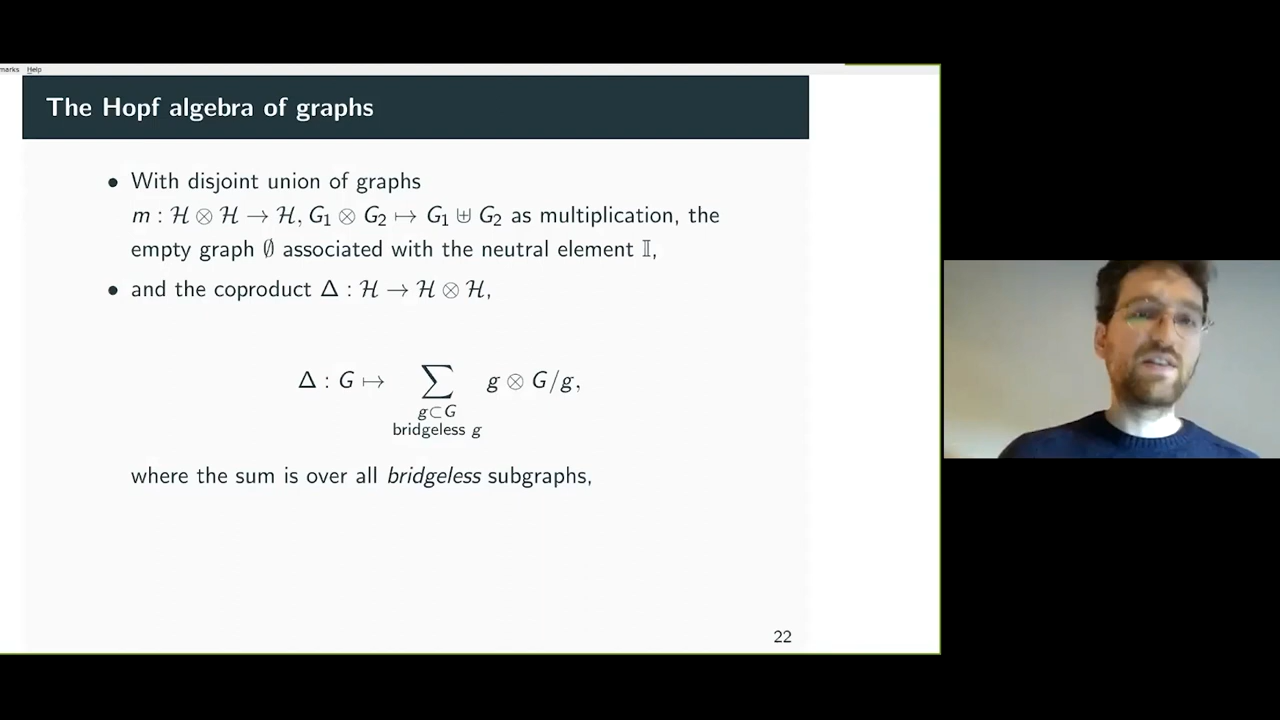 marks Help
The Hopf algebra of graphs
• With disjoint union of graphs
m : ℋ ⊗ ℋ → ℋ, G₁ ⊗ G₂ ↦ G₁ ⊎ G₂ as multiplication, the
empty graph ∅ associated with the neutral element 𝕀,
• and the coproduct Δ : ℋ → ℋ ⊗ ℋ,
Δ : G ↦ ∑ g ⊗ G/g,
g⊂G
bridgeless g
where the sum is over all bridgeless subgraphs,
22